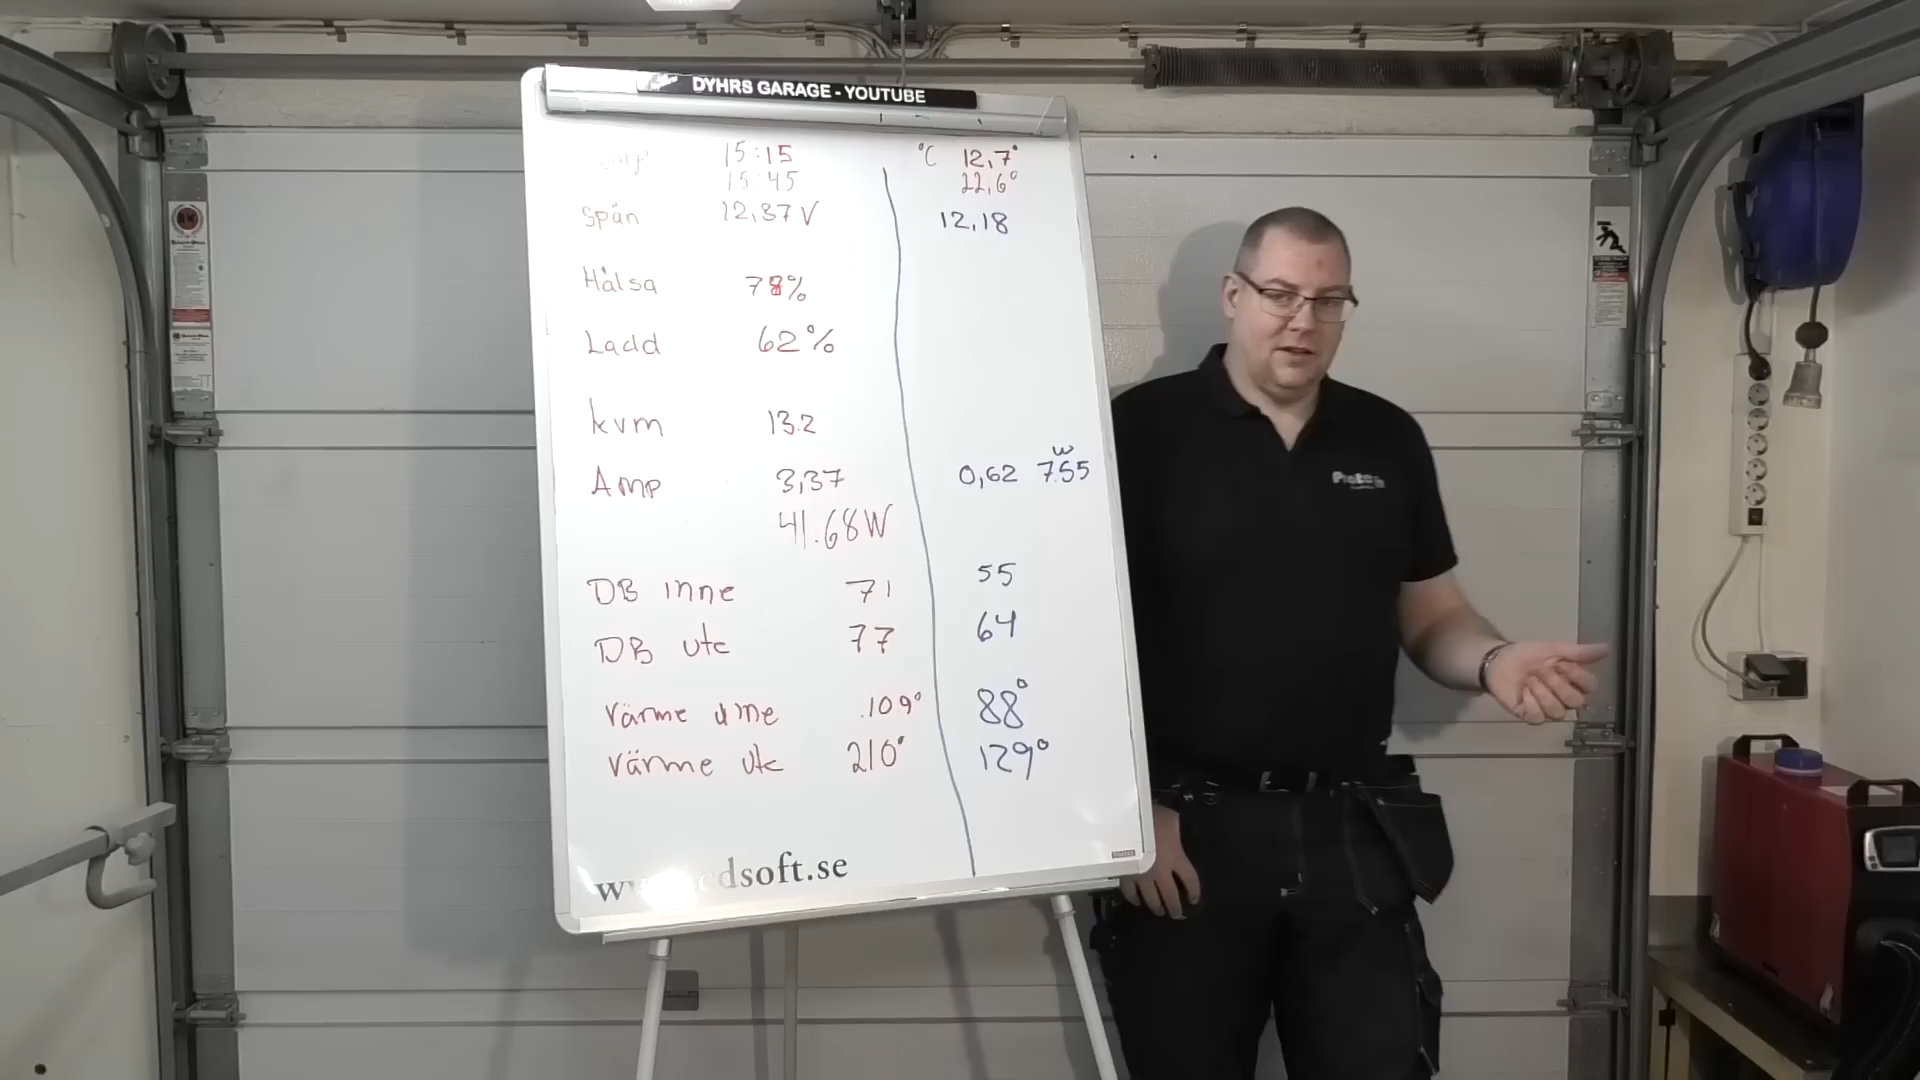 DYHRS GARAGE - YOUTUBE
15:15 °C 12,7°
15:45 22,6°
Spän 12,37 V 12,18
Hälsa %
Ladd 62%
kvm 13.2
W
Amp 3,37 0,62 7.55
41.68W
DB inne 71 55
DB ute 77 64
Värme inne 109° 88°
Värme ute 210° 129°
dsoft.se